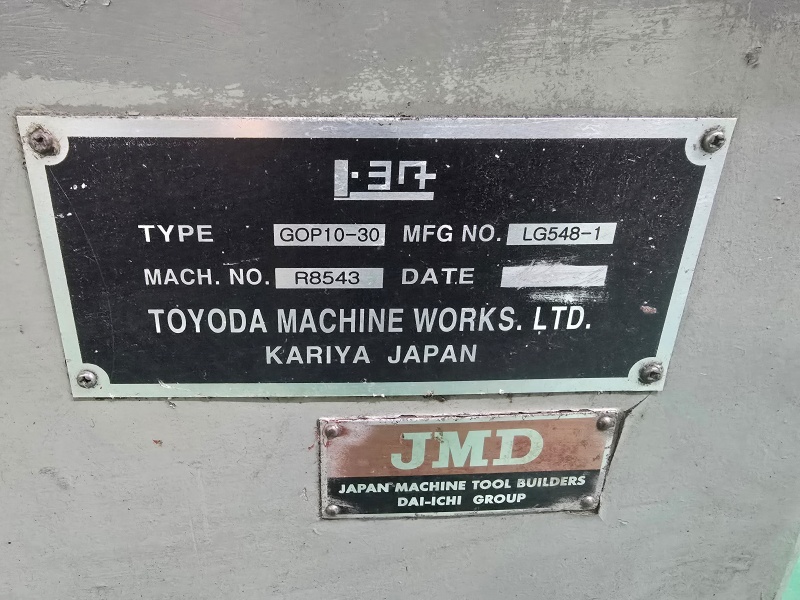 トヨタ
TYPE GOP10-30 MFG NO. LG548-1
MACH. NO. R8543 DATE
TOYODA MACHINE WORKS. LTD.
KARIYA JAPAN
JMD
JAPAN MACHINE TOOL BUILDERS
DAI-ICHI GROUP